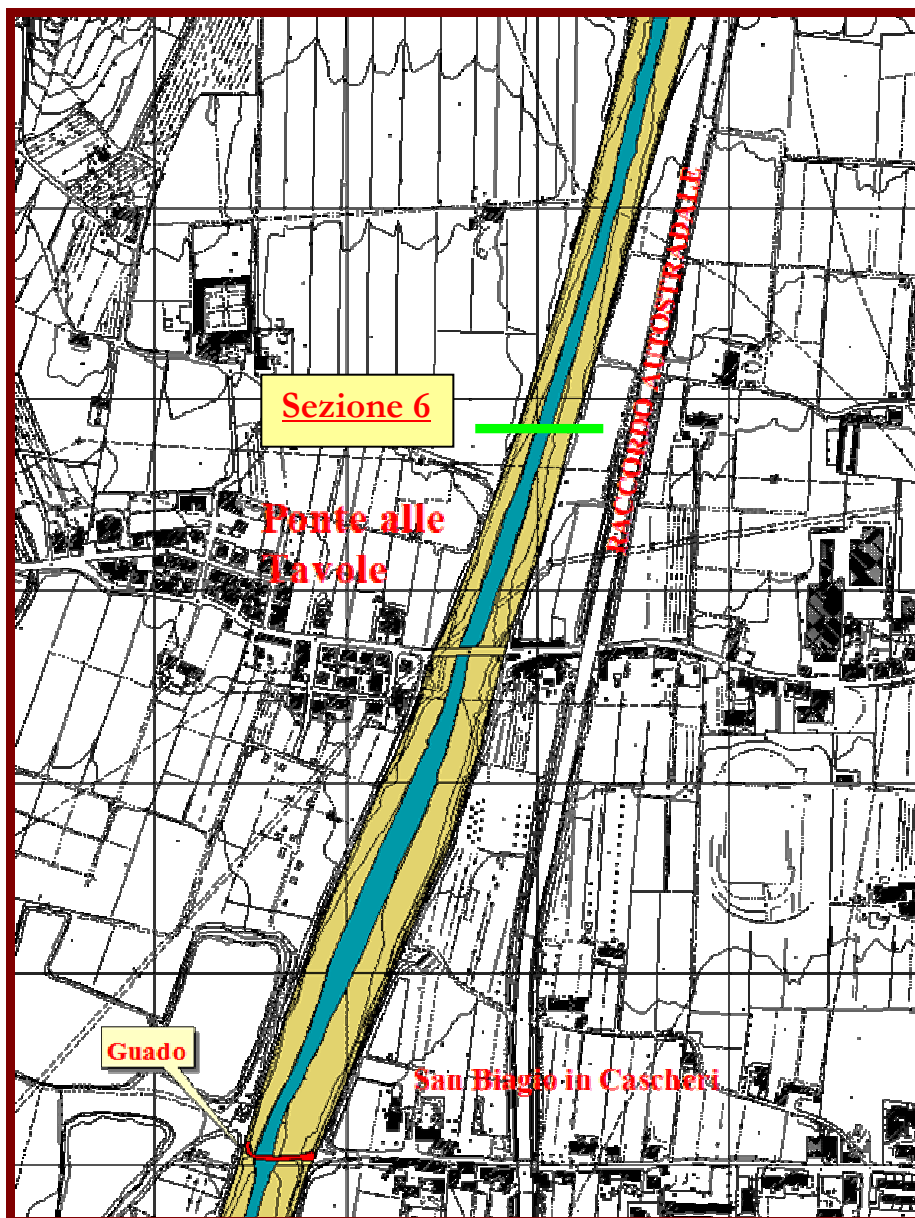 RACCORDO AUTOSTRADALE
Sezione 6
Ponte alle
Tavole
Guado
San Biagio in Cascheri